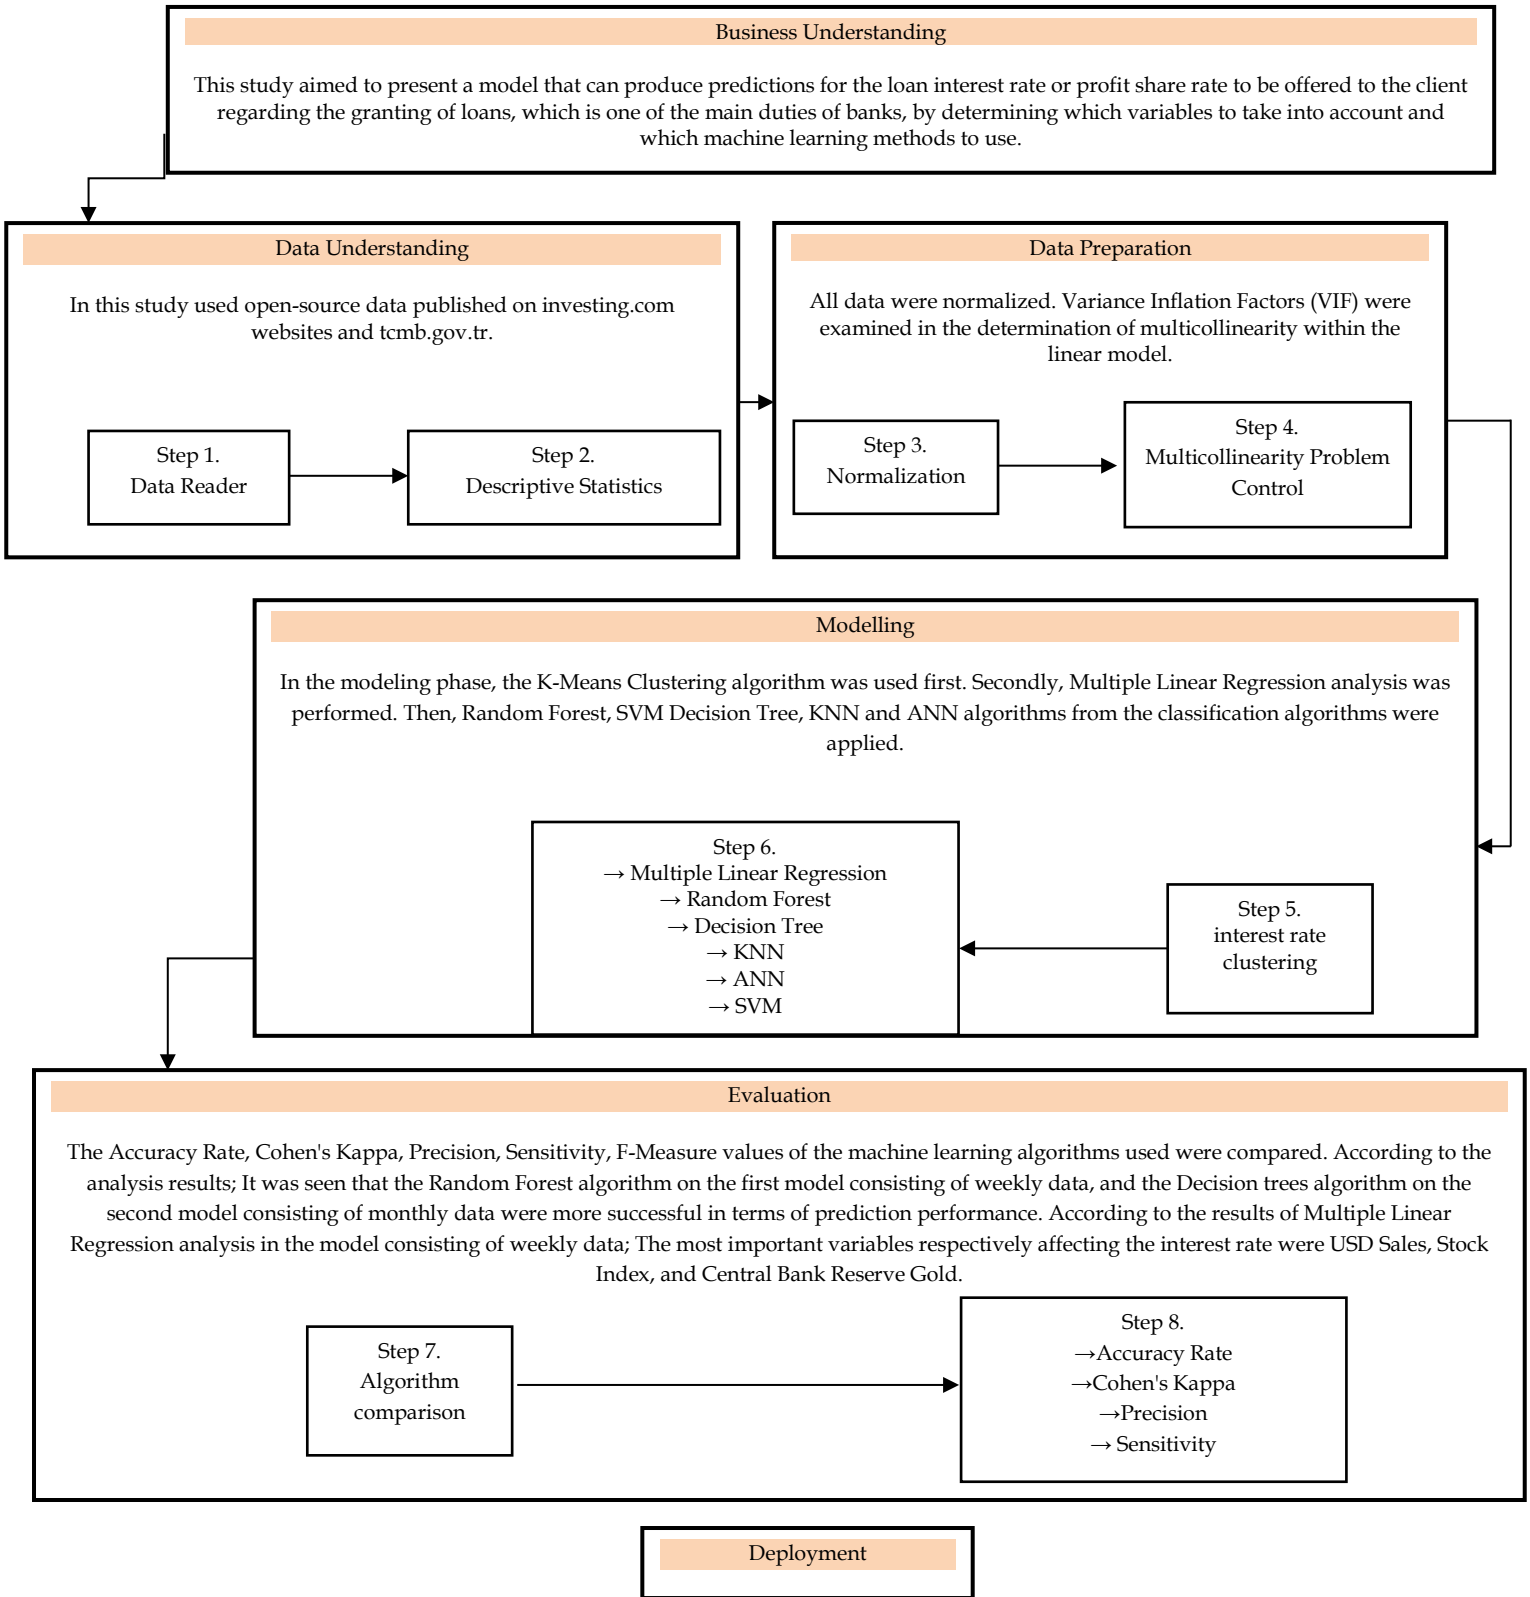 Business Understanding
This study aimed to present a model that can produce predictions for the loan interest rate or profit share rate to be offered to the client
regarding the granting of loans, which is one of the main duties of banks, by determining which variables to take into account and
which machine learning methods to use.
Data Understanding
In this study used open-source data published on investing.com
websites and tcmb.gov.tr.
Step 1.
Data Reader
Step 2.
Descriptive Statistics
Data Preparation
All data were normalized. Variance Inflation Factors (VIF) were
examined in the determination of multicollinearity within the
linear model.
Step 3.
Normalization
Step 4.
Multicollinearity Problem
Control
Modelling
In the modeling phase, the K-Means Clustering algorithm was used first. Secondly, Multiple Linear Regression analysis was
performed. Then, Random Forest, SVM Decision Tree, KNN and ANN algorithms from the classification algorithms were
applied.
Step 5.
interest rate
clustering
Step 6.
→ Multiple Linear Regression
→ Random Forest
→ Decision Tree
→ KNN
→ ANN
→ SVM
Evaluation
The Accuracy Rate, Cohen's Kappa, Precision, Sensitivity, F-Measure values of the machine learning algorithms used were compared. According to the
analysis results; It was seen that the Random Forest algorithm on the first model consisting of weekly data, and the Decision trees algorithm on the
second model consisting of monthly data were more successful in terms of prediction performance. According to the results of Multiple Linear
Regression analysis in the model consisting of weekly data; The most important variables respectively affecting the interest rate were USD Sales, Stock
Index, and Central Bank Reserve Gold.
Step 7.
Algorithm
comparison
Step 8.
→Accuracy Rate
→Cohen's Kappa
→Precision
→ Sensitivity
Deployment